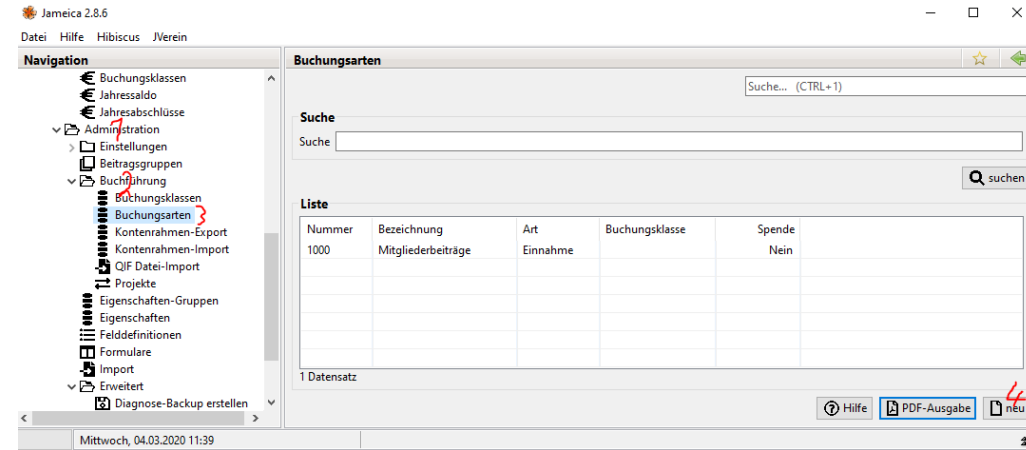 Jameica 2.8.6
Datei Hilfe Hibiscus JVerein
Navigation
Buchungsklassen
Jahressaldo
Jahresabschlüsse
Administration 1
Einstellungen
Beitragsgruppen
Buchführung 2
Buchungsklassen
Buchungsarten 3
Kontenrahmen-Export
Kontenrahmen-Import
QIF Datei-Import
Projekte
Eigenschaften-Gruppen
Eigenschaften
Felddefinitionen
Formulare
Import
Erweitert
Diagnose-Backup erstellen
Buchungsarten
Suche... (CTRL+1)
Suche
Suche
suchen
Liste
Nummer Bezeichnung Art Buchungsklasse Spende
1000 Mitgliederbeiträge Einnahme Nein
1 Datensatz
4
Hilfe PDF-Ausgabe neu
Mittwoch, 04.03.2020 11:39